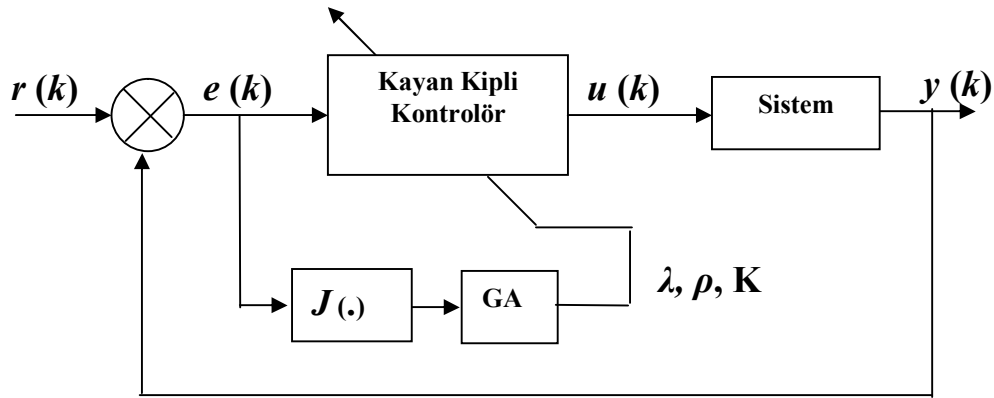 r (k)
e (k)
Kayan Kipli
Kontrolör
u (k)
Sistem
y (k)
J (.)
GA
λ, ρ, K